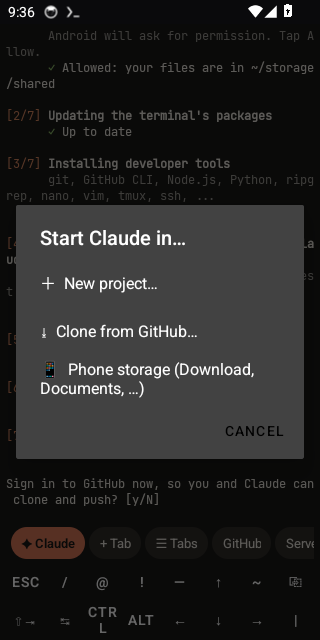 9:36
Android will ask for permission. Tap A
llow.
✓ Allowed: your files are in ~/storage
/shared
[2/7] Updating the terminal's packages
✓ Up to date
[3/7] Installing developer tools
git, GitHub CLI, Node.js, Python, ripg
rep, nano, vim, tmux, ssh, ...
Start Claude in…
+ New project…
⤓ Clone from GitHub…
📱 Phone storage (Download,
Documents, …)
CANCEL
Sign in to GitHub now, so you and Claude can
clone and push? [y/N]
✦ Claude + Tab ☰ Tabs GitHub Serve
ESC / @ ! — ↑ ~
⇧⇥ ⇆ CTR
L ALT ← ↓ → |